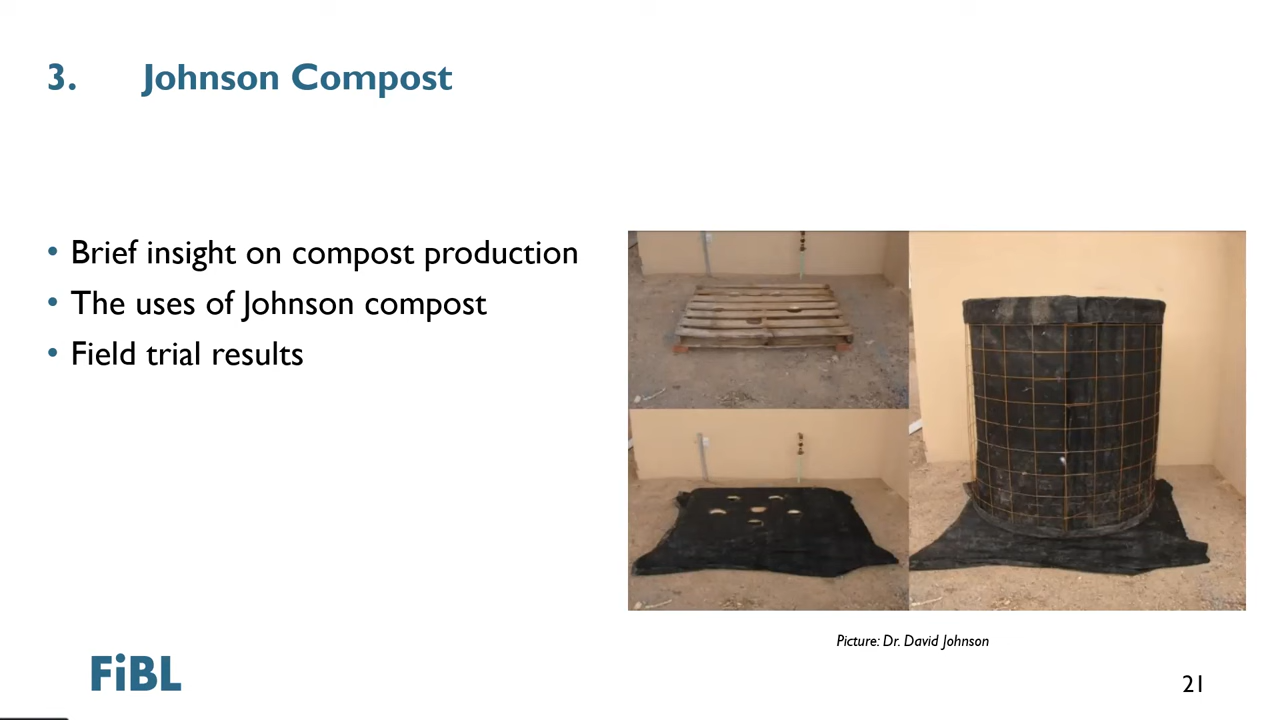 3. Johnson Compost
• Brief insight on compost production
• The uses of Johnson compost
• Field trial results
Picture: Dr. David Johnson
FiBL
21